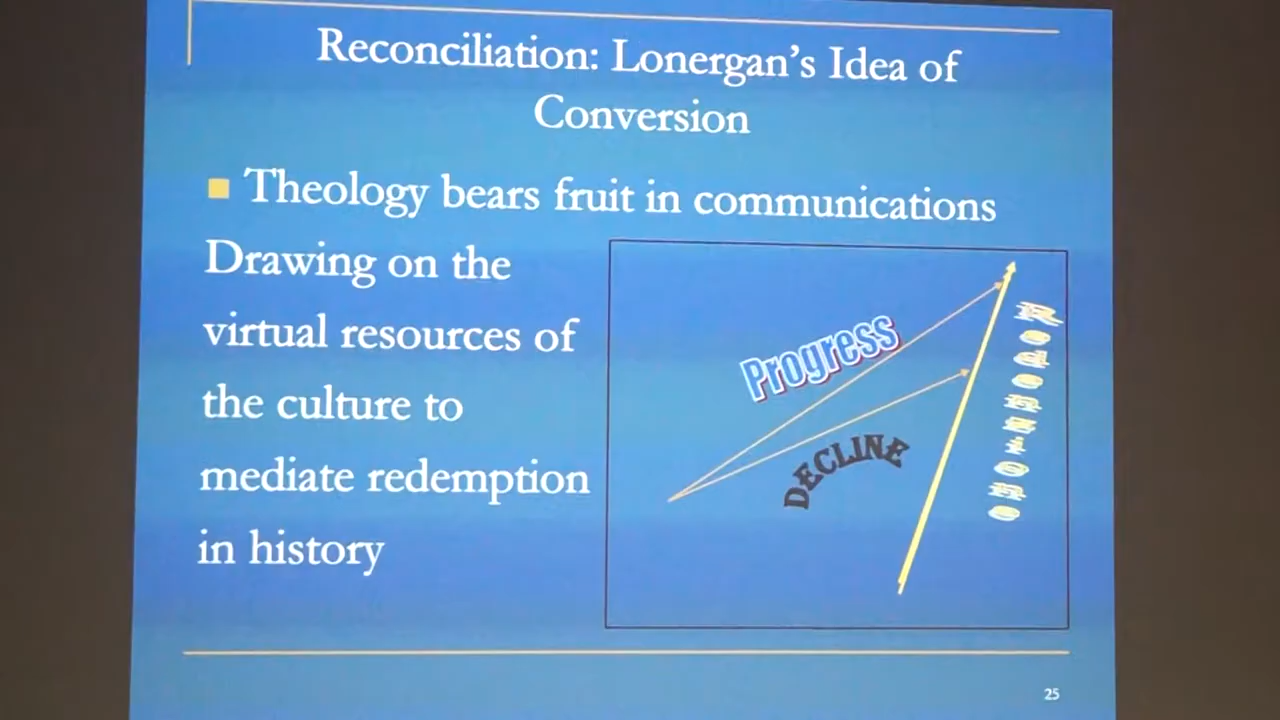 Reconciliation: Lonergan's Idea of
Conversion
Theology bears fruit in communications
Drawing on the
virtual resources of
the culture to
mediate redemption
in history
Progress
DECLINE
Redenzione
25